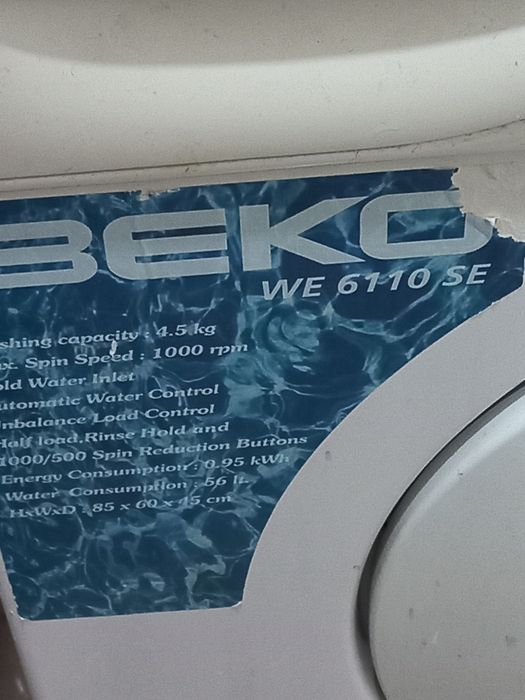 BEKO
WE 6110 SE
shing capacity : 4.5 kg
x. Spin Speed : 1000 rpm
old Water Inlet
utomatic Water Control
nbalance Load Control
Half load,Rinse Hold and
1000/500 Spin Reduction Buttons
Energy Consumption : 0.95 kWh
Water Consumption : 56 lt.
HxWxD : 85 x 60 x 45 cm